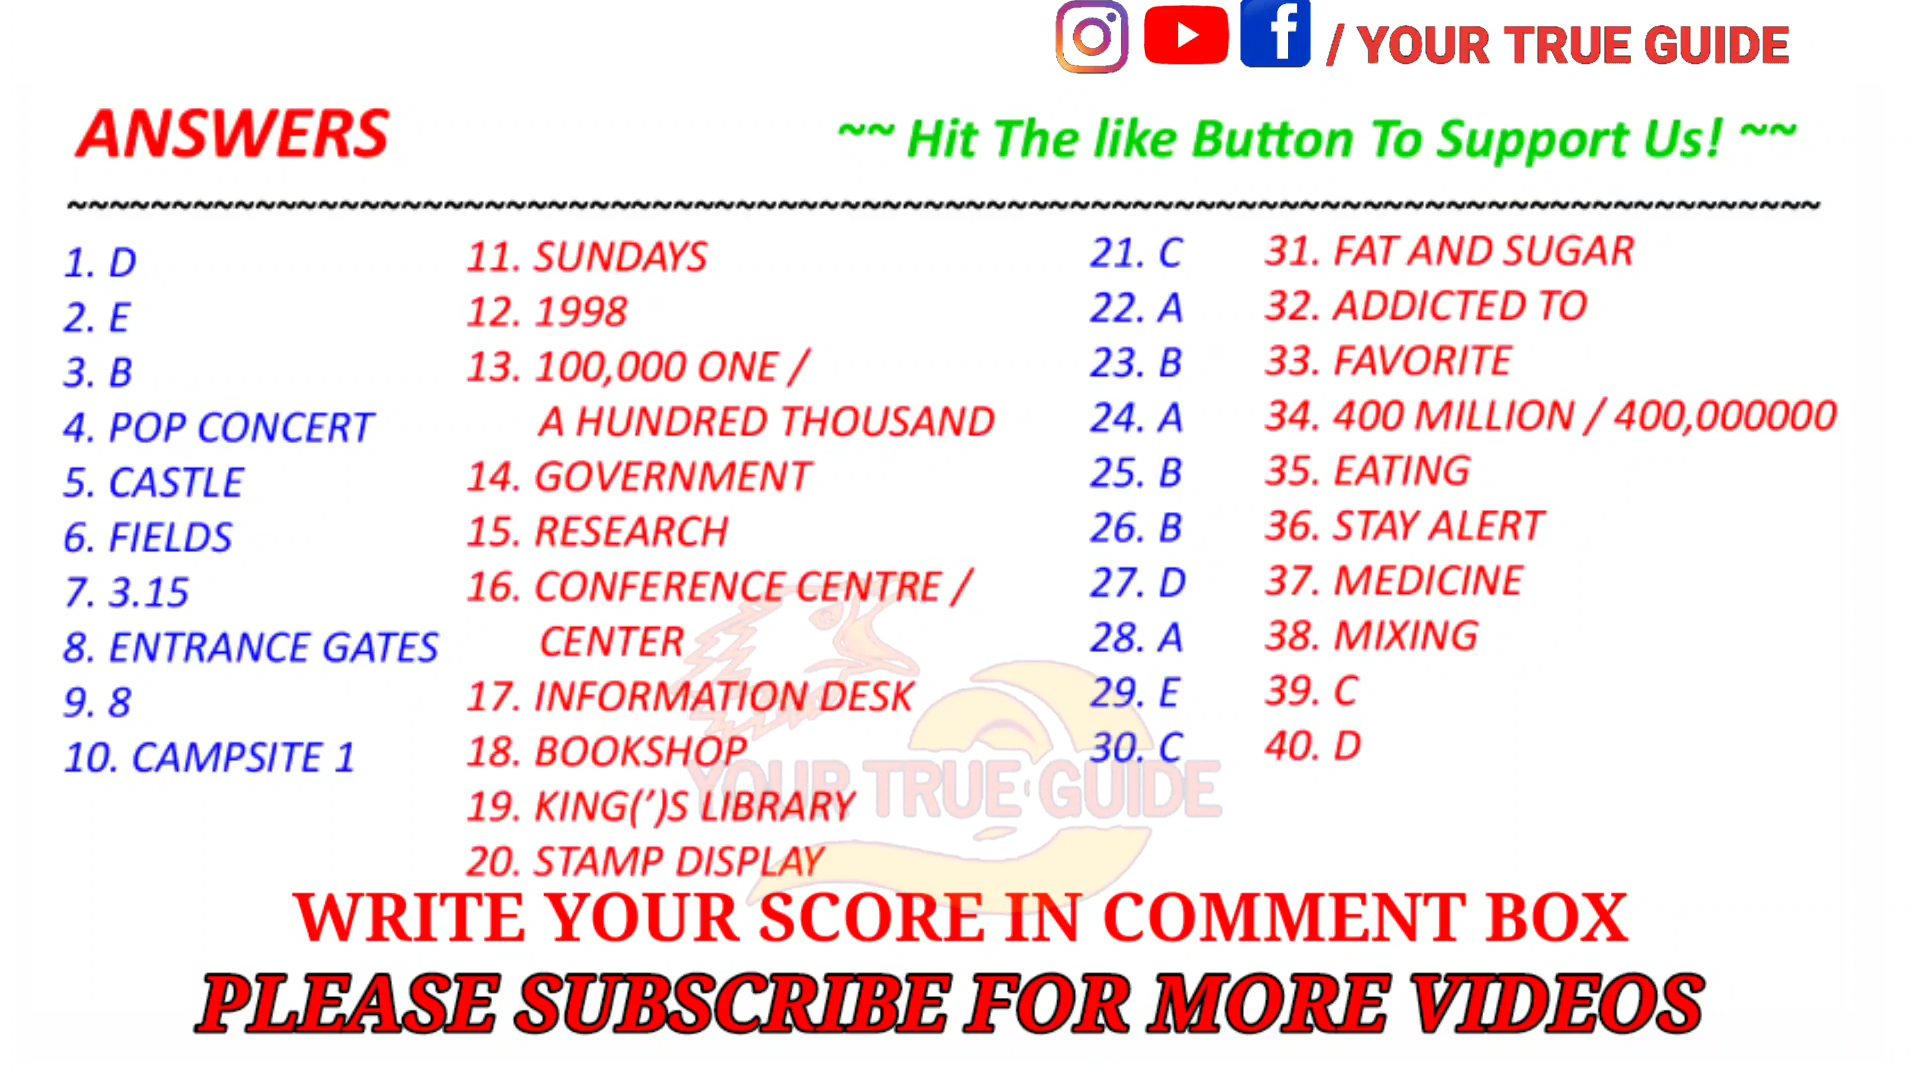 / YOUR TRUE GUIDE
ANSWERS
~~ Hit The like Button To Support Us! ~~
1. D
2. E
3. B
4. POP CONCERT
5. CASTLE
6. FIELDS
7. 3.15
8. ENTRANCE GATES
9. 8
10. CAMPSITE 1
11. SUNDAYS
12. 1998
13. 100,000 ONE /
A HUNDRED THOUSAND
14. GOVERNMENT
15. RESEARCH
16. CONFERENCE CENTRE /
CENTER
17. INFORMATION DESK
18. BOOKSHOP
19. KING(’)S LIBRARY
20. STAMP DISPLAY
21. C
22. A
23. B
24. A
25. B
26. B
27. D
28. A
29. E
30. C
31. FAT AND SUGAR
32. ADDICTED TO
33. FAVORITE
34. 400 MILLION / 400,000000
35. EATING
36. STAY ALERT
37. MEDICINE
38. MIXING
39. C
40. D
YOUR TRUE GUIDE
WRITE YOUR SCORE IN COMMENT BOX
PLEASE SUBSCRIBE FOR MORE VIDEOS